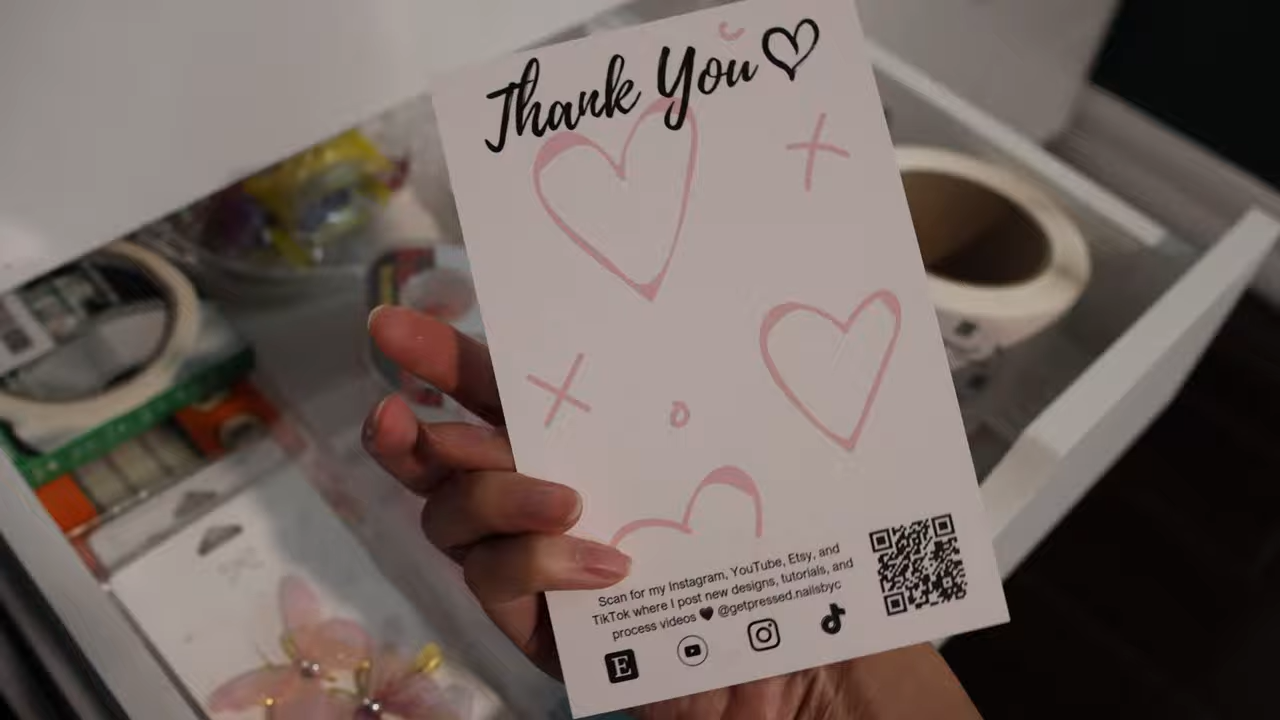 Thank You
Scan for my Instagram, YouTube, Etsy, and
TikTok where I post new designs, tutorials, and
process videos 🖤 @getpressed.nailsbyc
E